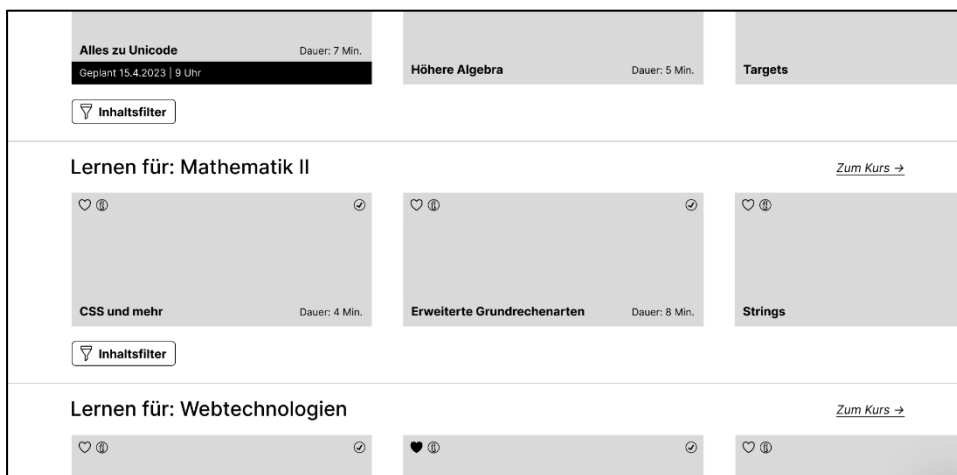 Alles zu Unicode Dauer: 7 Min.
Geplant 15.4.2023 | 9 Uhr
Höhere Algebra Dauer: 5 Min.
Targets
Inhaltsfilter
Lernen für: Mathematik II
Zum Kurs →
CSS und mehr Dauer: 4 Min.
Erweiterte Grundrechenarten Dauer: 8 Min.
Strings
Inhaltsfilter
Lernen für: Webtechnologien
Zum Kurs →